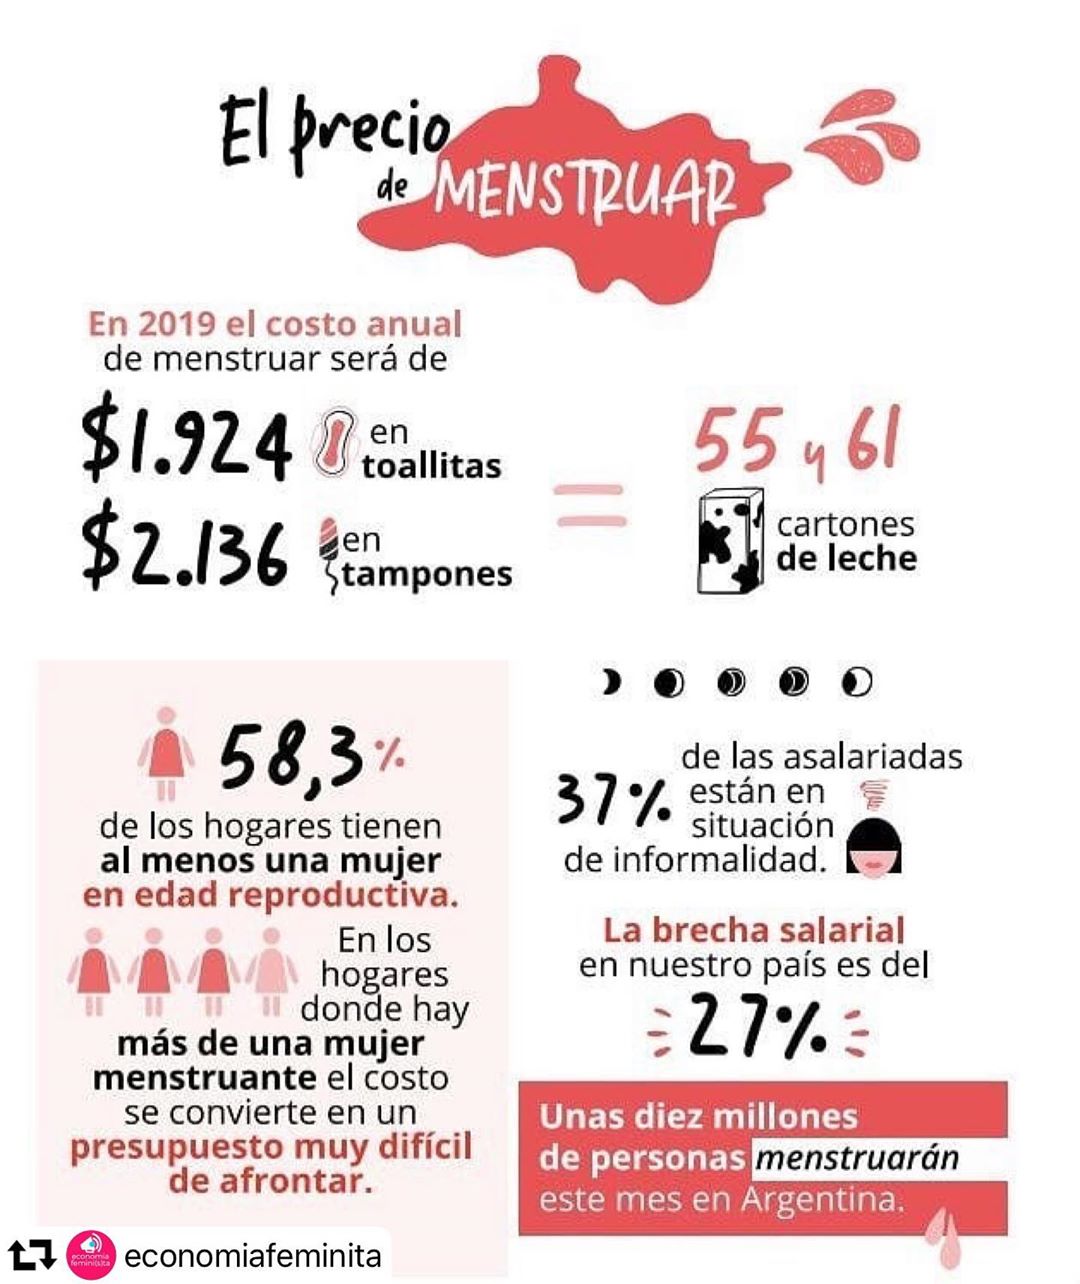 El precio
de MENSTRUAR
En 2019 el costo anual
de menstruar será de
$1.924 en
toallitas
$2.136 en
tampones
=
55 y 61
cartones
de leche
58,3%
de los hogares tienen
al menos una mujer
en edad reproductiva.
En los
hogares
donde hay
más de una mujer
menstruante el costo
se convierte en un
presupuesto muy difícil
de afrontar.
37% de las asalariadas
están en
situación
de informalidad.
La brecha salarial
en nuestro país es del
27%
Unas diez millones
de personas menstruarán
este mes en Argentina.
economía
femini(s)ta
economiafeminita